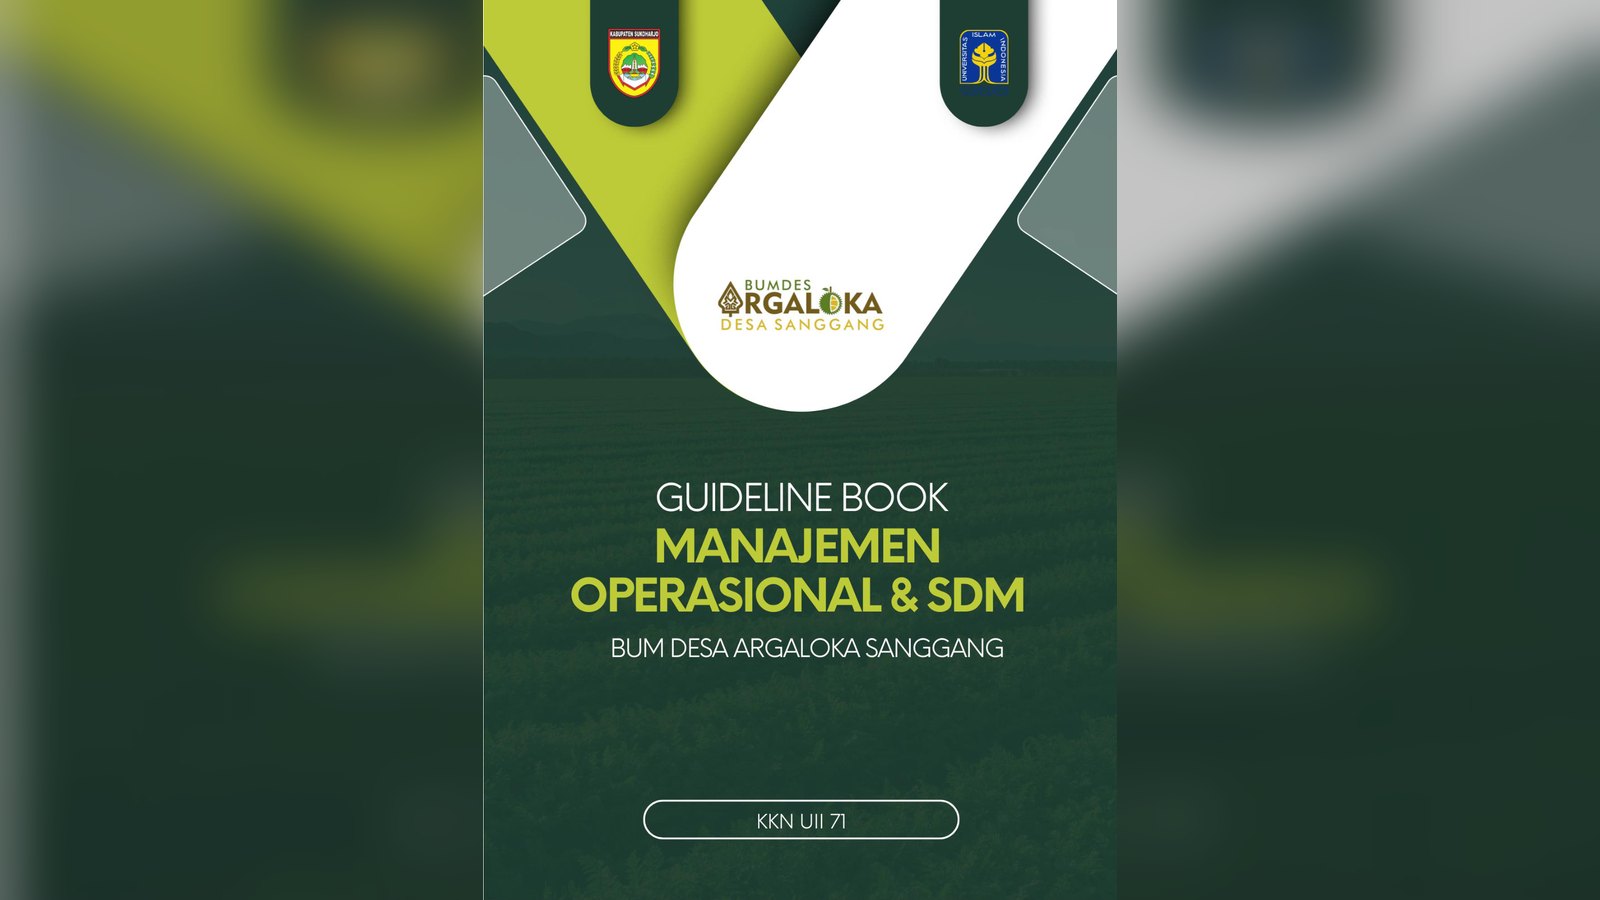 KABUPATEN SUKOHARJO
UNIVERSITAS ISLAM INDONESIA
BUMDES
ARGALOKA
DESA SANGGANG
GUIDELINE BOOK
MANAJEMEN
OPERASIONAL & SDM
BUM DESA ARGALOKA SANGGANG
KKN UII 71